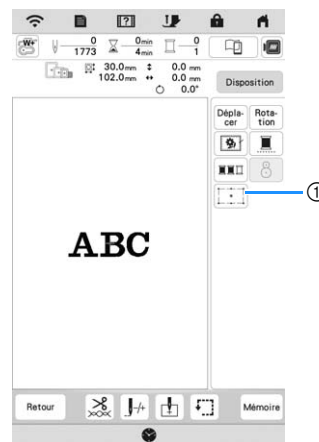 W+ 0 0min 0
1773 4min 1
30.0mm 0.0 mm
102.0mm 0.0 mm
0.0°
Disposition
Dépla-
cer
Rota-
tion
①
ABC
Retour
Mémoire